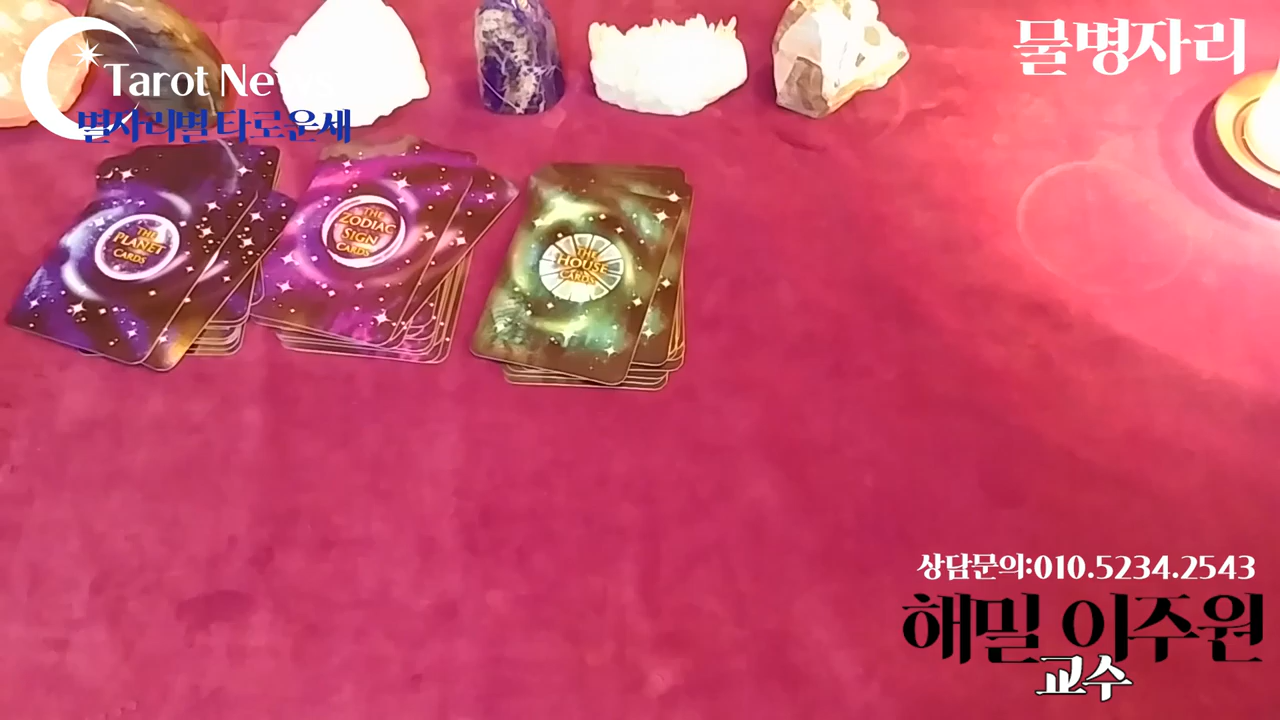 Tarot News
별자리별 타로운세
물병자리
THE
PLANET
CARDS
THE
ZODIAC
SIGN
CARDS
THE
HOUSE
CARDS
상담문의:010.5234.2543
해밀 이주원
교수